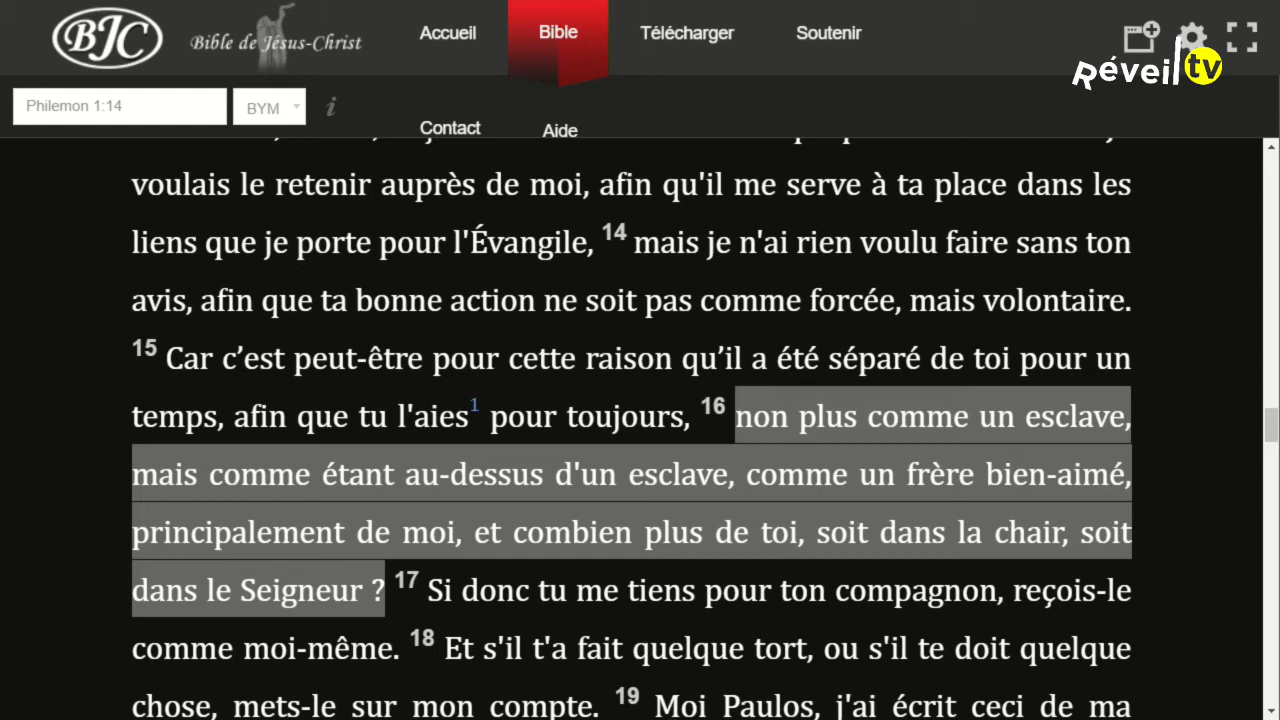 BJC
Bible de Jésus-Christ
Accueil
Bible
Télécharger
Soutenir
Réveil tv
Philemon 1:14
BYM
i
Contact
Aide
voulais le retenir auprès de moi, afin qu'il me serve à ta place dans les
liens que je porte pour l'Évangile, 14 mais je n'ai rien voulu faire sans ton
avis, afin que ta bonne action ne soit pas comme forcée, mais volontaire.
15 Car c’est peut-être pour cette raison qu’il a été séparé de toi pour un
temps, afin que tu l'aies1 pour toujours, 16 non plus comme un esclave,
mais comme étant au-dessus d'un esclave, comme un frère bien-aimé,
principalement de moi, et combien plus de toi, soit dans la chair, soit
dans le Seigneur ? 17 Si donc tu me tiens pour ton compagnon, reçois-le
comme moi-même. 18 Et s'il t'a fait quelque tort, ou s'il te doit quelque
chose, mets-le sur mon compte. 19 Moi Paulos, j'ai écrit ceci de ma